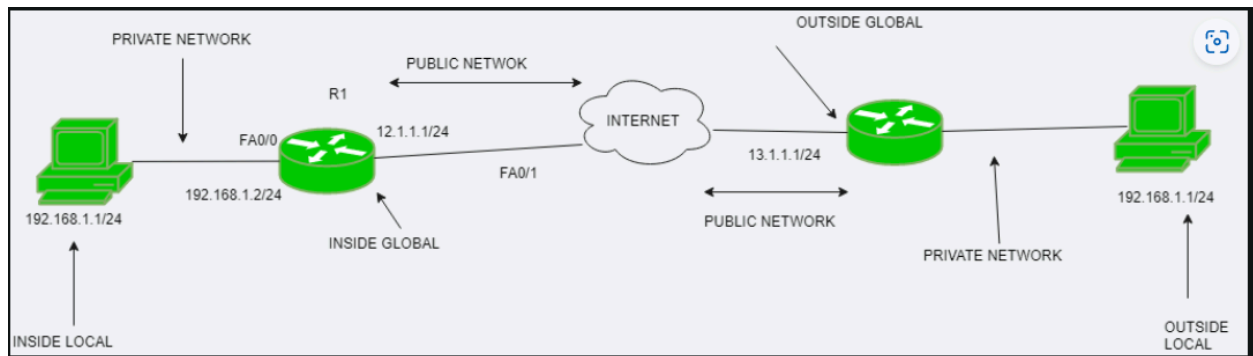 OUTSIDE GLOBAL
PRIVATE NETWORK
PUBLIC NETWOK
R1
INTERNET
12.1.1.1/24
FA0/0
13.1.1.1/24
FA0/1
192.168.1.2/24
192.168.1.1/24
192.168.1.1/24
PUBLIC NETWORK
INSIDE GLOBAL
PRIVATE NETWORK
OUTSIDE
LOCAL
INSIDE LOCAL